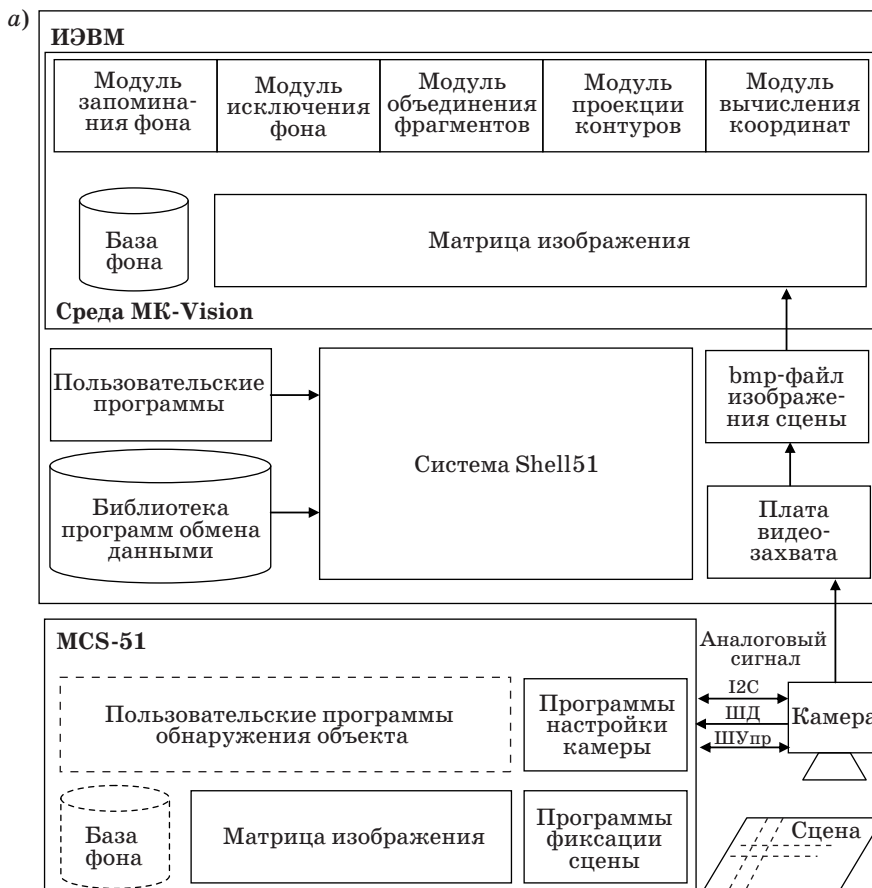 а)
ИЭВМ
Модуль
запомина-
ния фона
Модуль
исключения
фона
Модуль
объединения
фрагментов
Модуль
проекции
контуров
Модуль
вычисления
координат
База
фона
Матрица изображения
Среда МК-Vision
Пользовательские
программы
Библиотека
программ обмена
данными
Система Shell51
bmp-файл
изображе-
ния сцены
Плата
видео-
захвата
MCS-51
Аналоговый
сигнал
Пользовательские программы
обнаружения объекта
Программы
настройки
камеры
I2C
ШД
ШУпр
Камера
База
фона
Матрица изображения
Программы
фиксации
сцены
Сцена